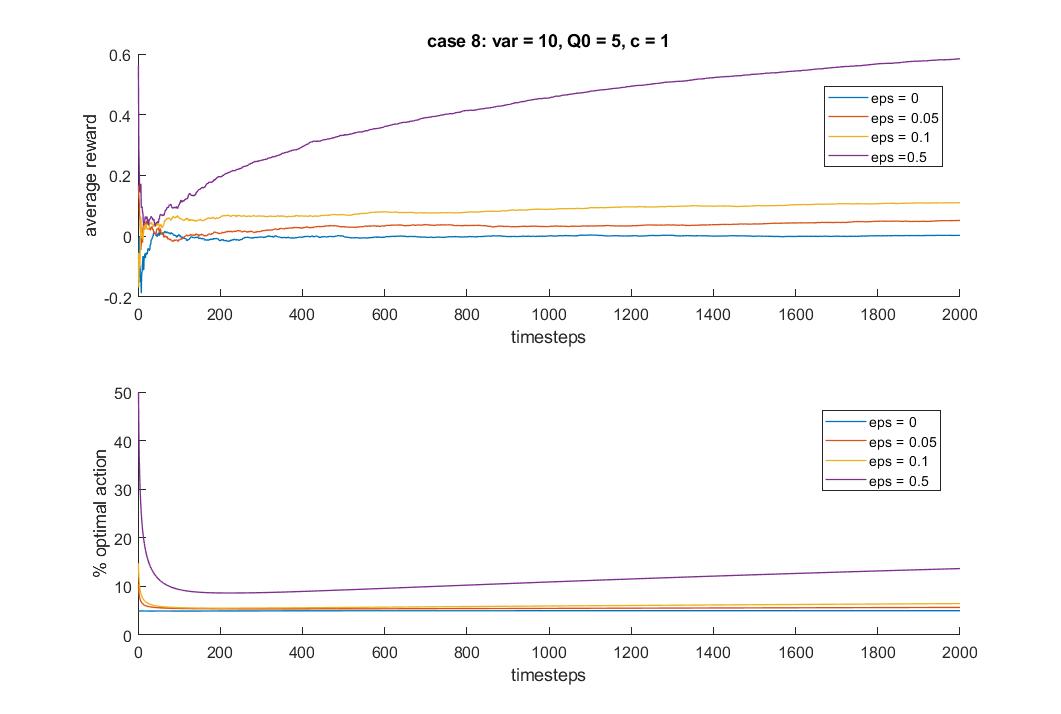 case 8: var = 10, Q0 = 5, c = 1
0.6
0.4
0.2
0
-0.2
average reward
eps = 0
eps = 0.05
eps = 0.1
eps =0.5
0 200 400 600 800 1000 1200 1400 1600 1800 2000
timesteps
50
40
30
20
10
0
% optimal action
eps = 0
eps = 0.05
eps = 0.1
eps = 0.5
0 200 400 600 800 1000 1200 1400 1600 1800 2000
timesteps